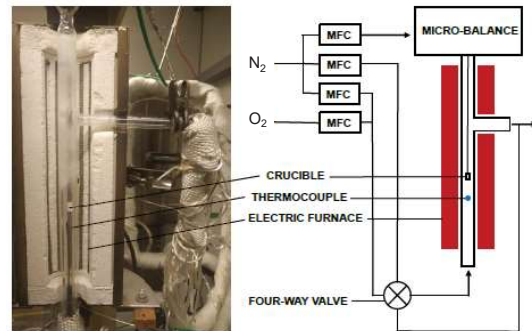 MICRO-BALANCE
MFC
N2
MFC
MFC
O2
MFC
CRUCIBLE
THERMOCOUPLE
ELECTRIC FURNACE
FOUR-WAY VALVE